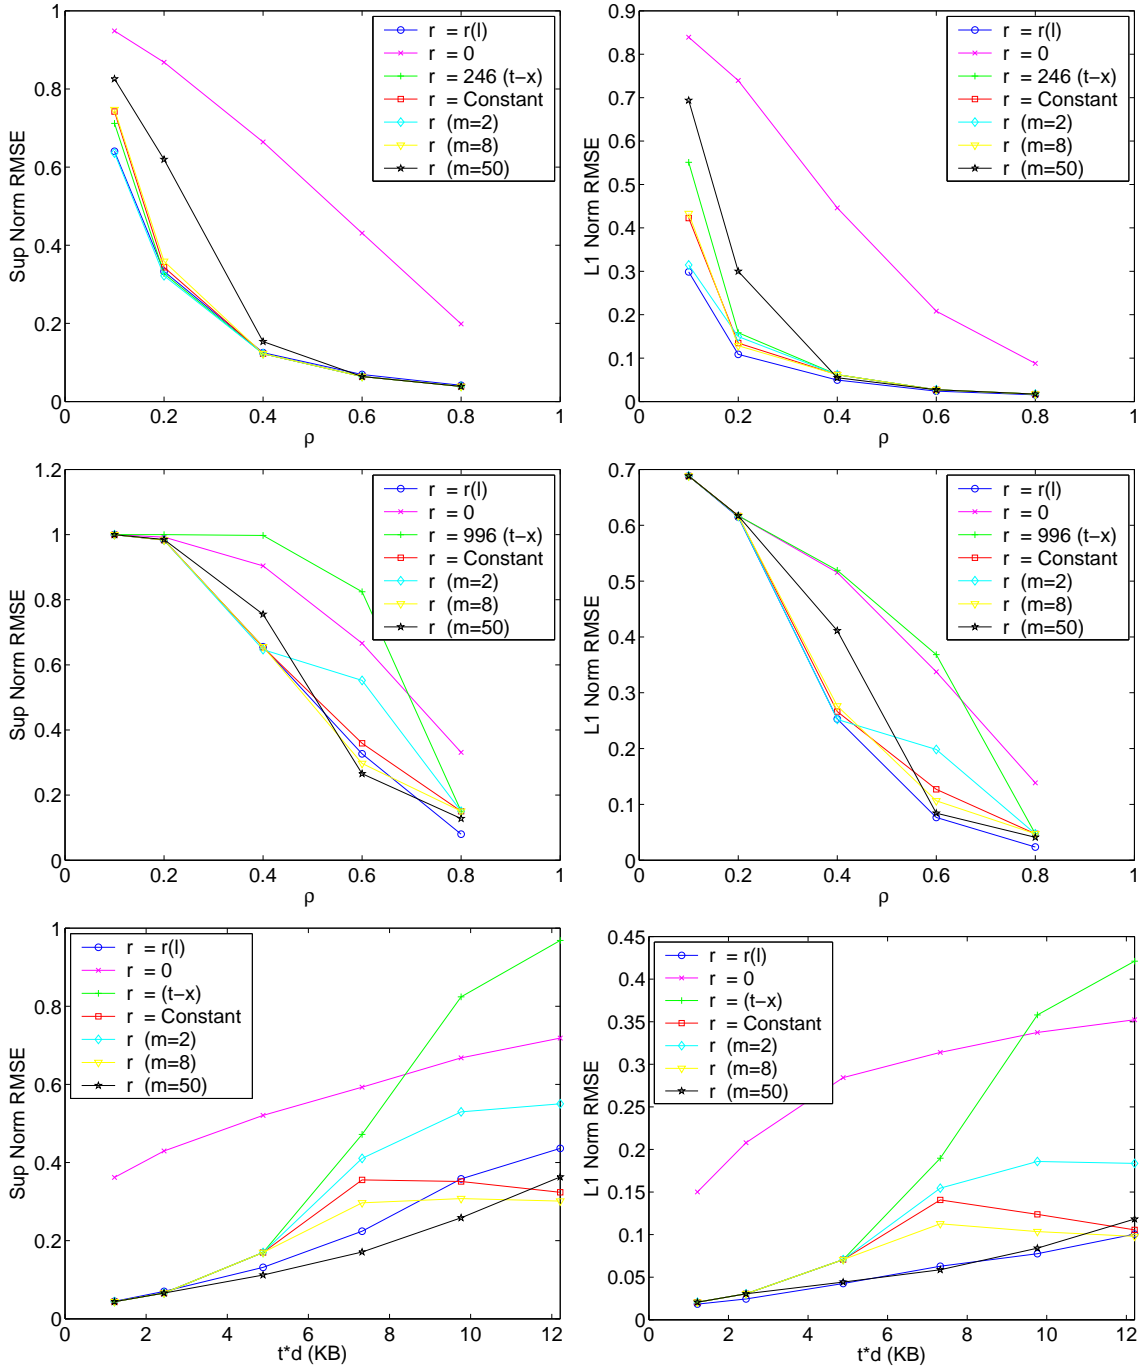 1
0.8
0.6
0.4
0.2
0
Sup Norm RMSE
0
0.2
0.4
0.6
0.8
1
ρ
r = r(l)
r = 0
r = 246 (t−x)
r = Constant
r (m=2)
r (m=8)
r (m=50)
0.9
0.8
0.7
0.6
0.5
0.4
0.3
0.2
0.1
0
L1 Norm RMSE
0
0.2
0.4
0.6
0.8
1
ρ
r = r(l)
r = 0
r = 246 (t−x)
r = Constant
r (m=2)
r (m=8)
r (m=50)
1.2
1
0.8
0.6
0.4
0.2
0
Sup Norm RMSE
0
0.2
0.4
0.6
0.8
1
ρ
r = r(l)
r = 0
r = 996 (t−x)
r = Constant
r (m=2)
r (m=8)
r (m=50)
0.7
0.6
0.5
0.4
0.3
0.2
0.1
0
L1 Norm RMSE
0
0.2
0.4
0.6
0.8
1
ρ
r = r(l)
r = 0
r = 996 (t−x)
r = Constant
r (m=2)
r (m=8)
r (m=50)
1
0.8
0.6
0.4
0.2
0
Sup Norm RMSE
0
2
4
6
8
10
12
t*d (KB)
r = r(l)
r = 0
r = (t−x)
r = Constant
r (m=2)
r (m=8)
r (m=50)
0.45
0.4
0.35
0.3
0.25
0.2
0.15
0.1
0.05
0
L1 Norm RMSE
0
2
4
6
8
10
12
t*d (KB)
r = r(l)
r = 0
r = (t−x)
r = Constant
r (m=2)
r (m=8)
r (m=50)